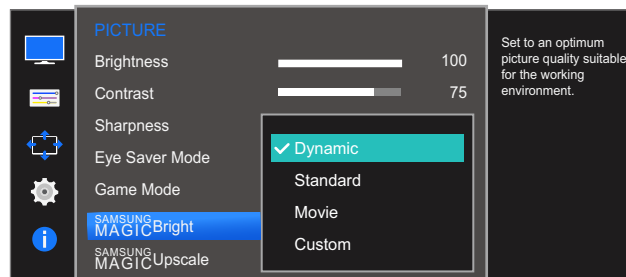 PICTURE
Brightness 100
Contrast 75
Sharpness
Eye Saver Mode
Game Mode
SAMSUNG
MAGICBright
SAMSUNG
MAGICUpscale
Dynamic
Standard
Movie
Custom
Set to an optimum
picture quality suitable
for the working
environment.